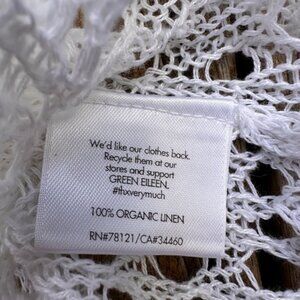 We'd like our clothes back.
Recycle them at our
stores and support
GREEN EILEEN.
#thxverymuch
100% ORGANIC LINEN
RN#78121/CA#34460